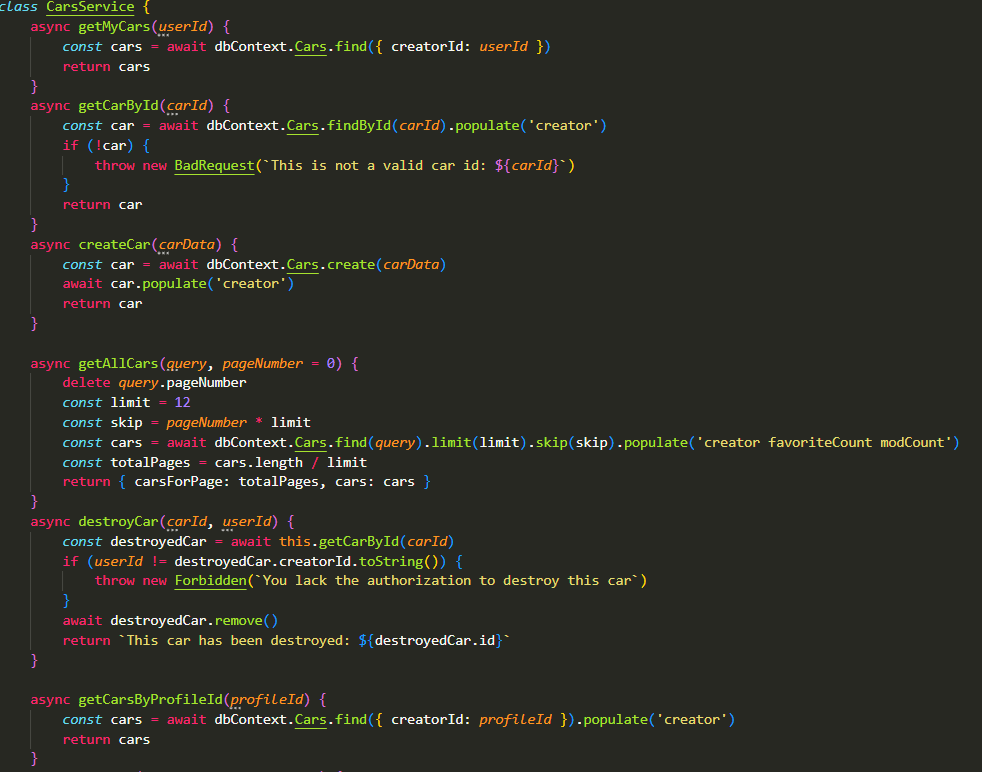 class CarsService {
async getMyCars(userId) {
const cars = await dbContext.Cars.find({ creatorId: userId })
return cars
}
async getCarById(carId) {
const car = await dbContext.Cars.findById(carId).populate('creator')
if (!car) {
throw new BadRequest(`This is not a valid car id: ${carId}`)
}
return car
}
async createCar(carData) {
const car = await dbContext.Cars.create(carData)
await car.populate('creator')
return car
}
async getAllCars(query, pageNumber = 0) {
delete query.pageNumber
const limit = 12
const skip = pageNumber * limit
const cars = await dbContext.Cars.find(query).limit(limit).skip(skip).populate('creator favoriteCount modCount')
const totalPages = cars.length / limit
return { carsForPage: totalPages, cars: cars }
}
async destroyCar(carId, userId) {
const destroyedCar = await this.getCarById(carId)
if (userId != destroyedCar.creatorId.toString()) {
throw new Forbidden(`You lack the authorization to destroy this car`)
}
await destroyedCar.remove()
return `This car has been destroyed: ${destroyedCar.id}`
}
async getCarsByProfileId(profileId) {
const cars = await dbContext.Cars.find({ creatorId: profileId }).populate('creator')
return cars
}